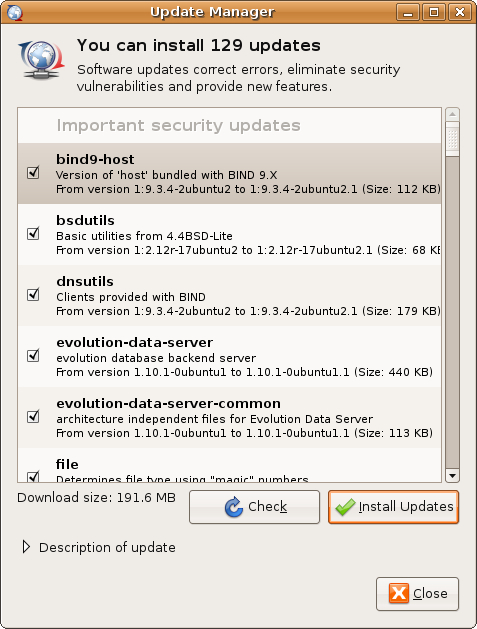 Update Manager
You can install 129 updates
Software updates correct errors, eliminate security
vulnerabilities and provide new features.
Important security updates
bind9-host
Version of 'host' bundled with BIND 9.X
From version 1:9.3.4-2ubuntu2 to 1:9.3.4-2ubuntu2.1 (Size: 112 KB)
bsdutils
Basic utilities from 4.4BSD-Lite
From version 1:2.12r-17ubuntu2 to 1:2.12r-17ubuntu2.1 (Size: 68 KB
dnsutils
Clients provided with BIND
From version 1:9.3.4-2ubuntu2 to 1:9.3.4-2ubuntu2.1 (Size: 179 KB)
evolution-data-server
evolution database backend server
From version 1.10.1-0ubuntu1 to 1.10.1-0ubuntu1.1 (Size: 440 KB)
evolution-data-server-common
architecture independent files for Evolution Data Server
From version 1.10.1-0ubuntu1 to 1.10.1-0ubuntu1.1 (Size: 113 KB)
file
Determines file type using "magic" numbers
Download size: 191.6 MB
Check
Install Updates
Description of update
Close